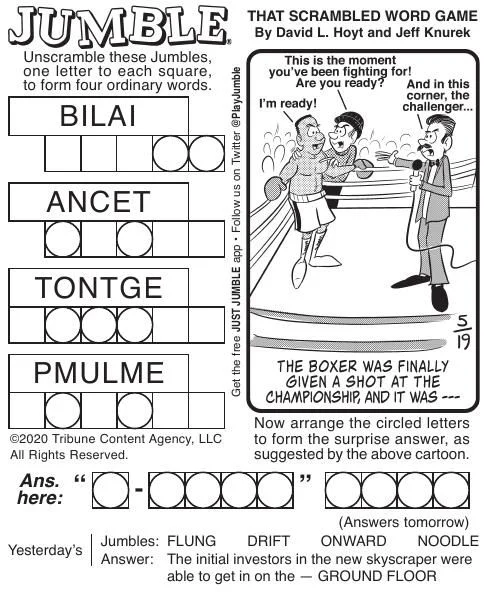 JUMBLE®
THAT SCRAMBLED WORD GAME
By David L. Hoyt and Jeff Knurek
Unscramble these Jumbles,
one letter to each square,
to form four ordinary words.
BILAI
ANCET
TONTGE
PMULME
©2020 Tribune Content Agency, LLC
All Rights Reserved.
Get the free JUST JUMBLE app • Follow us on Twitter @PlayJumble
This is the moment
you've been fighting for!
Are you ready?
I'm ready!
And in this
corner, the
challenger...
5
19
THE BOXER WAS FINALLY
GIVEN A SHOT AT THE
CHAMPIONSHIP, AND IT WAS ---
Now arrange the circled letters
to form the surprise answer, as
suggested by the above cartoon.
Ans.
here: “ - ”
(Answers tomorrow)
Yesterday's
Jumbles: FLUNG DRIFT ONWARD NOODLE
Answer: The initial investors in the new skyscraper were
able to get in on the — GROUND FLOOR